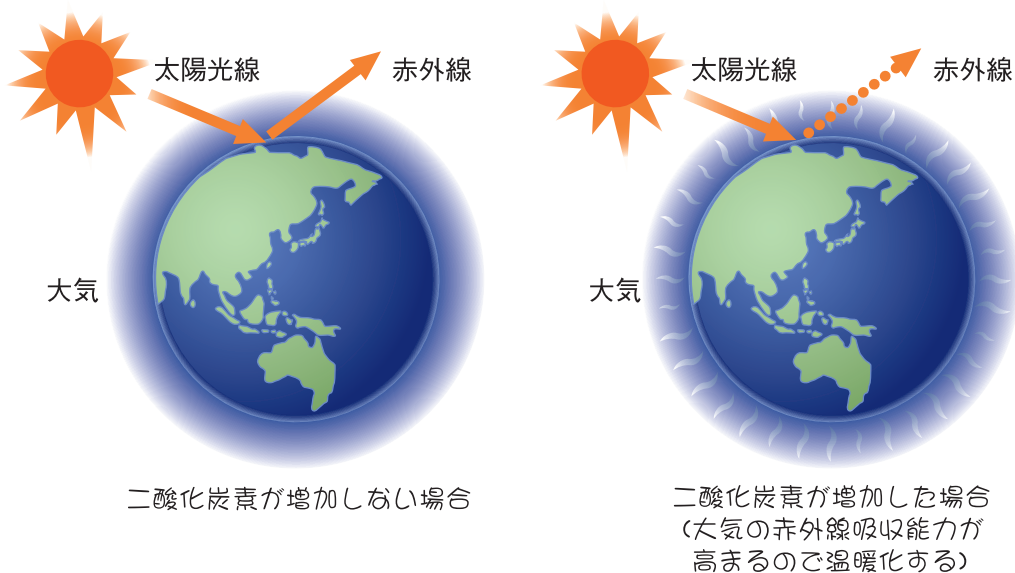 太陽光線
赤外線
大気
二酸化炭素が増加しない場合
太陽光線
赤外線
大気
二酸化炭素が増加した場合
(大気の赤外線吸収能力が
高まるので温暖化する)